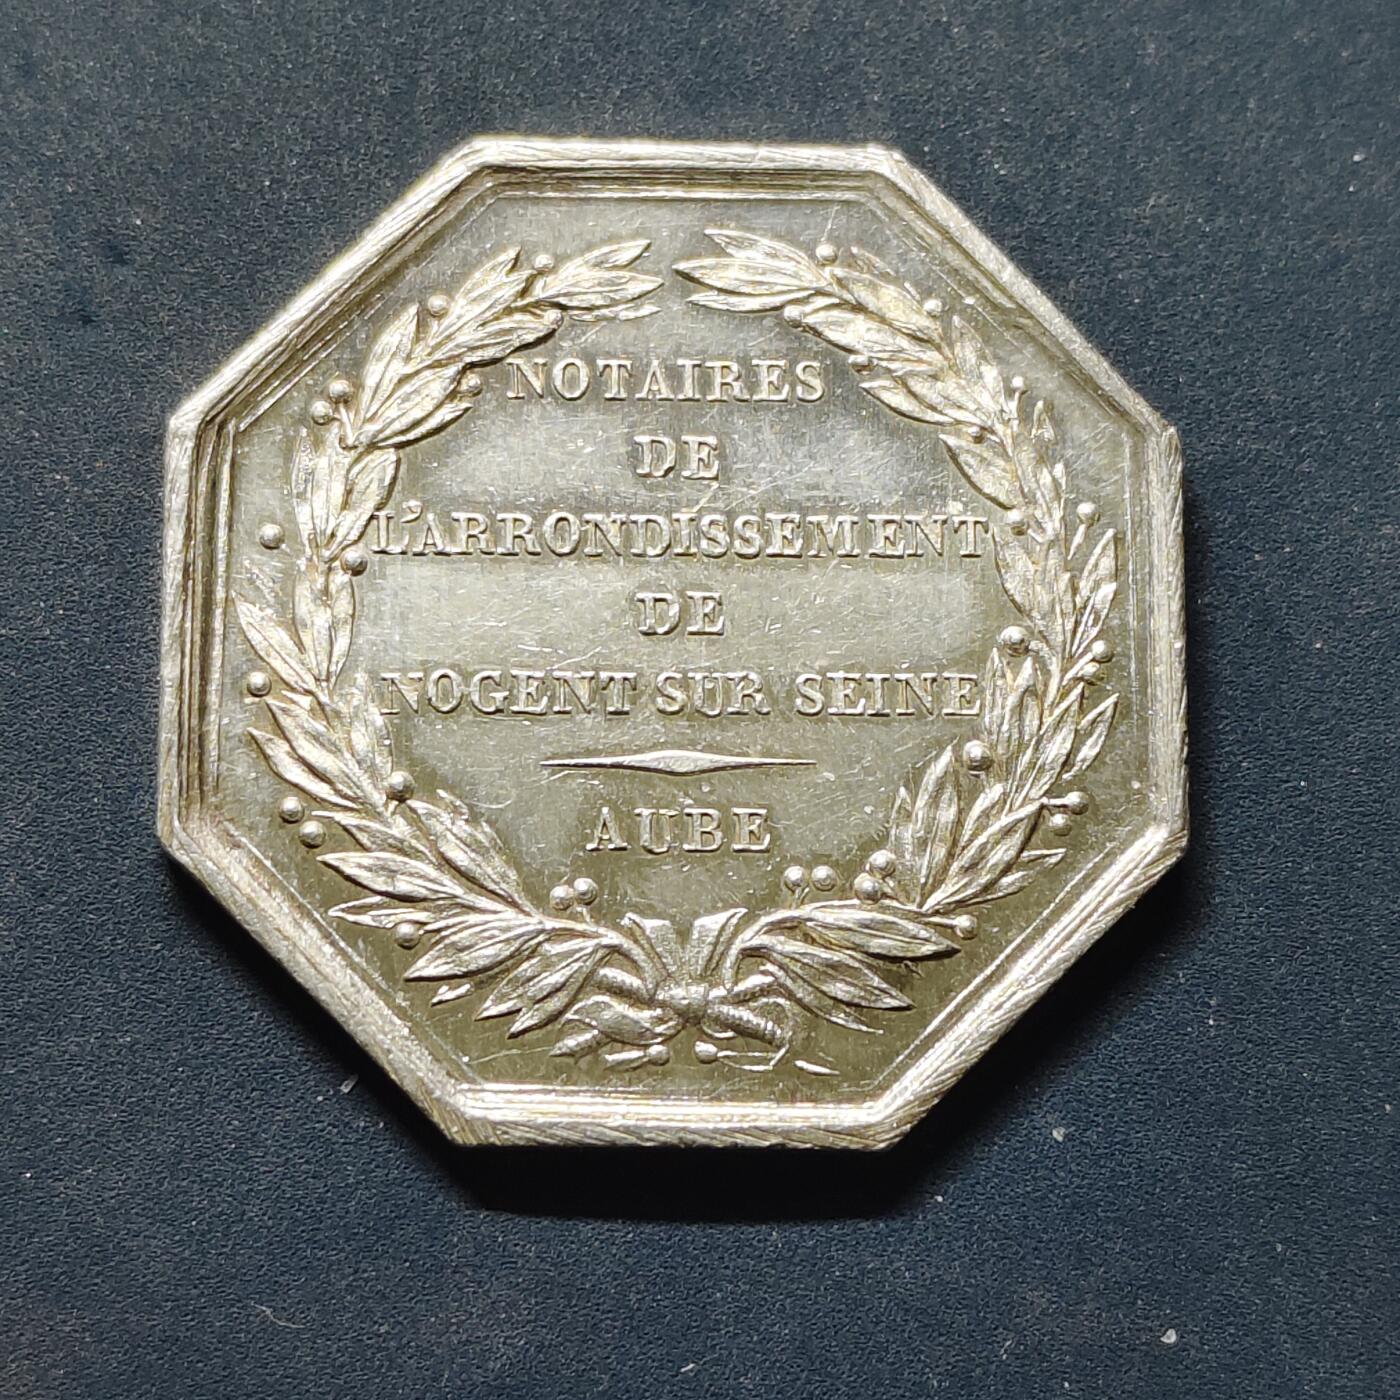 NOTAIRES
DE
L'ARRONDISSEMENT
DE
NOGENT SUR SEINE
AUBE